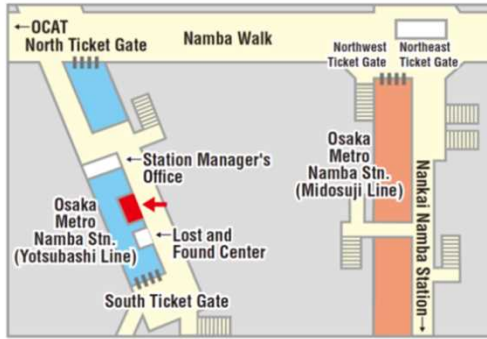 ←OCAT
North Ticket Gate
Namba Walk
Northwest
Ticket Gate
Northeast
Ticket Gate
Station Manager's
Office
Osaka
Metro
Namba Stn.
(Midosuji Line)
Osaka
Metro
Namba Stn.
(Yotsubashi Line)
Lost and
Found Center
South Ticket Gate
Nankai Namba Station→